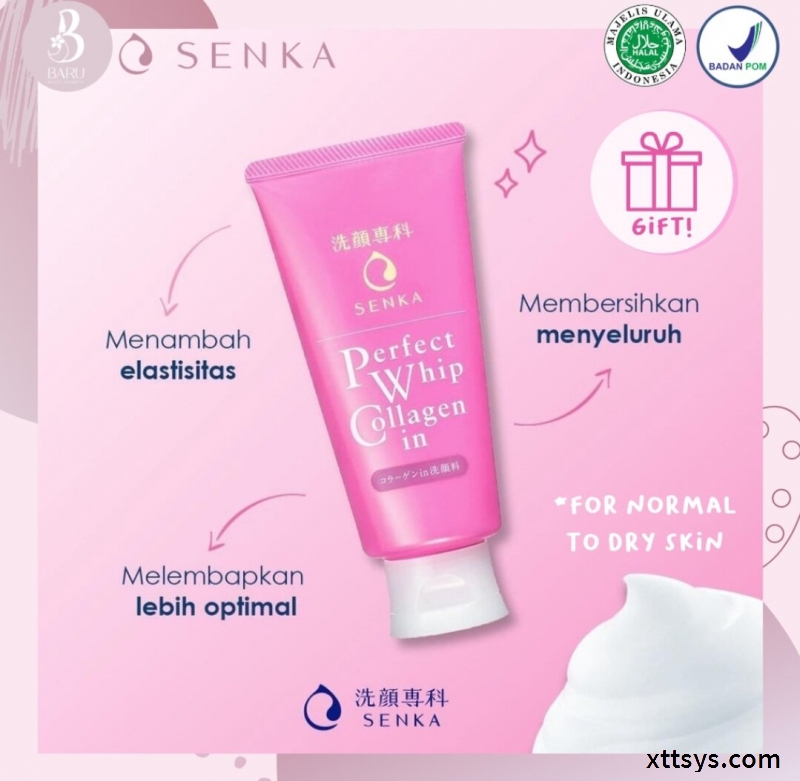 BARU
SENKA
MAJELIS ULAMA
HALAL
INDONESIA
BADAN POM
GiFT!
洗顔専科
SENKA
Perfect
Whip
Collagen
in
コラーゲンin洗顔料
Menambah
elastisitas
Membersihkan
menyeluruh
Melembapkan
lebih optimal
*FOR NORMAL
TO DRY SKiN
洗顔専科
SENKA
xttsys.com